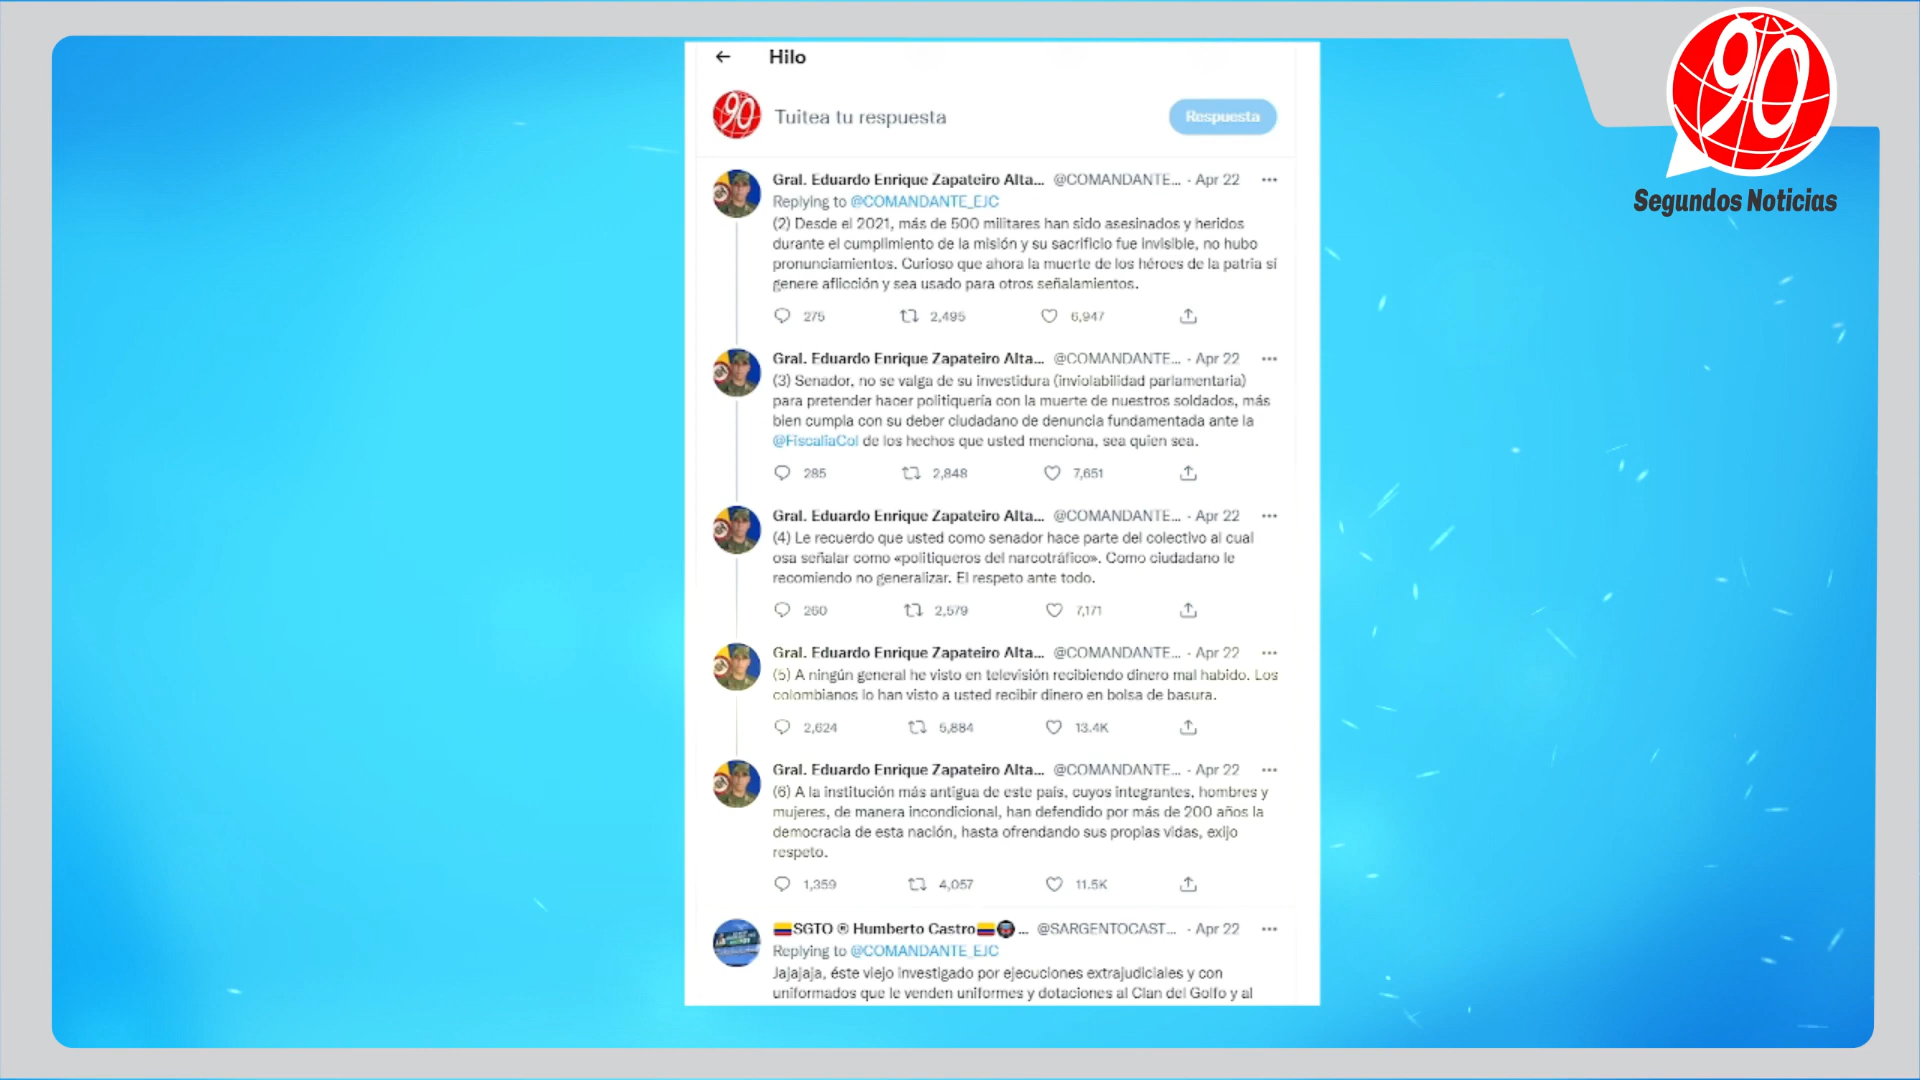 Hilo
90
Segundos Noticias
Tuitea tu respuesta
Respuesta
Gral. Eduardo Enrique Zapateiro Alta... @COMANDANTE... · Apr 22
Replying to @COMANDANTE_EJC
(2) Desde el 2021, más de 500 militares han sido asesinados y heridos
durante el cumplimiento de la misión y su sacrificio fue invisible, no hubo
pronunciamientos. Curioso que ahora la muerte de los héroes de la patria sí
genere aflicción y sea usado para otros señalamientos.
275 2,495 6,947
Gral. Eduardo Enrique Zapateiro Alta... @COMANDANTE... · Apr 22
(3) Senador, no se valga de su investidura (inviolabilidad parlamentaria)
para pretender hacer politiquería con la muerte de nuestros soldados, más
bien cumpla con su deber ciudadano de denuncia fundamentada ante la
@FiscaliaCol de los hechos que usted menciona, sea quien sea.
285 2,848 7,651
Gral. Eduardo Enrique Zapateiro Alta... @COMANDANTE... · Apr 22
(4) Le recuerdo que usted como senador hace parte del colectivo al cual
osa señalar como «politiqueros del narcotráfico». Como ciudadano le
recomiendo no generalizar. El respeto ante todo.
260 2,579 7,171
Gral. Eduardo Enrique Zapateiro Alta... @COMANDANTE... · Apr 22
(5) A ningún general he visto en televisión recibiendo dinero mal habido. Los
colombianos lo han visto a usted recibir dinero en bolsa de basura.
2,624 5,884 13.4K
Gral. Eduardo Enrique Zapateiro Alta... @COMANDANTE... · Apr 22
(6) A la institución más antigua de este país, cuyos integrantes, hombres y
mujeres, de manera incondicional, han defendido por más de 200 años la
democracia de esta nación, hasta ofrendando sus propias vidas, exijo
respeto.
1,359 4,057 11.5K
SGTO ® Humberto Castro ... @SARGENTOCAST... · Apr 22
Replying to @COMANDANTE_EJC
Jajajaja, éste viejo investigado por ejecuciones extrajudiciales y con
uniformados que le venden uniformes y dotaciones al Clan del Golfo y al